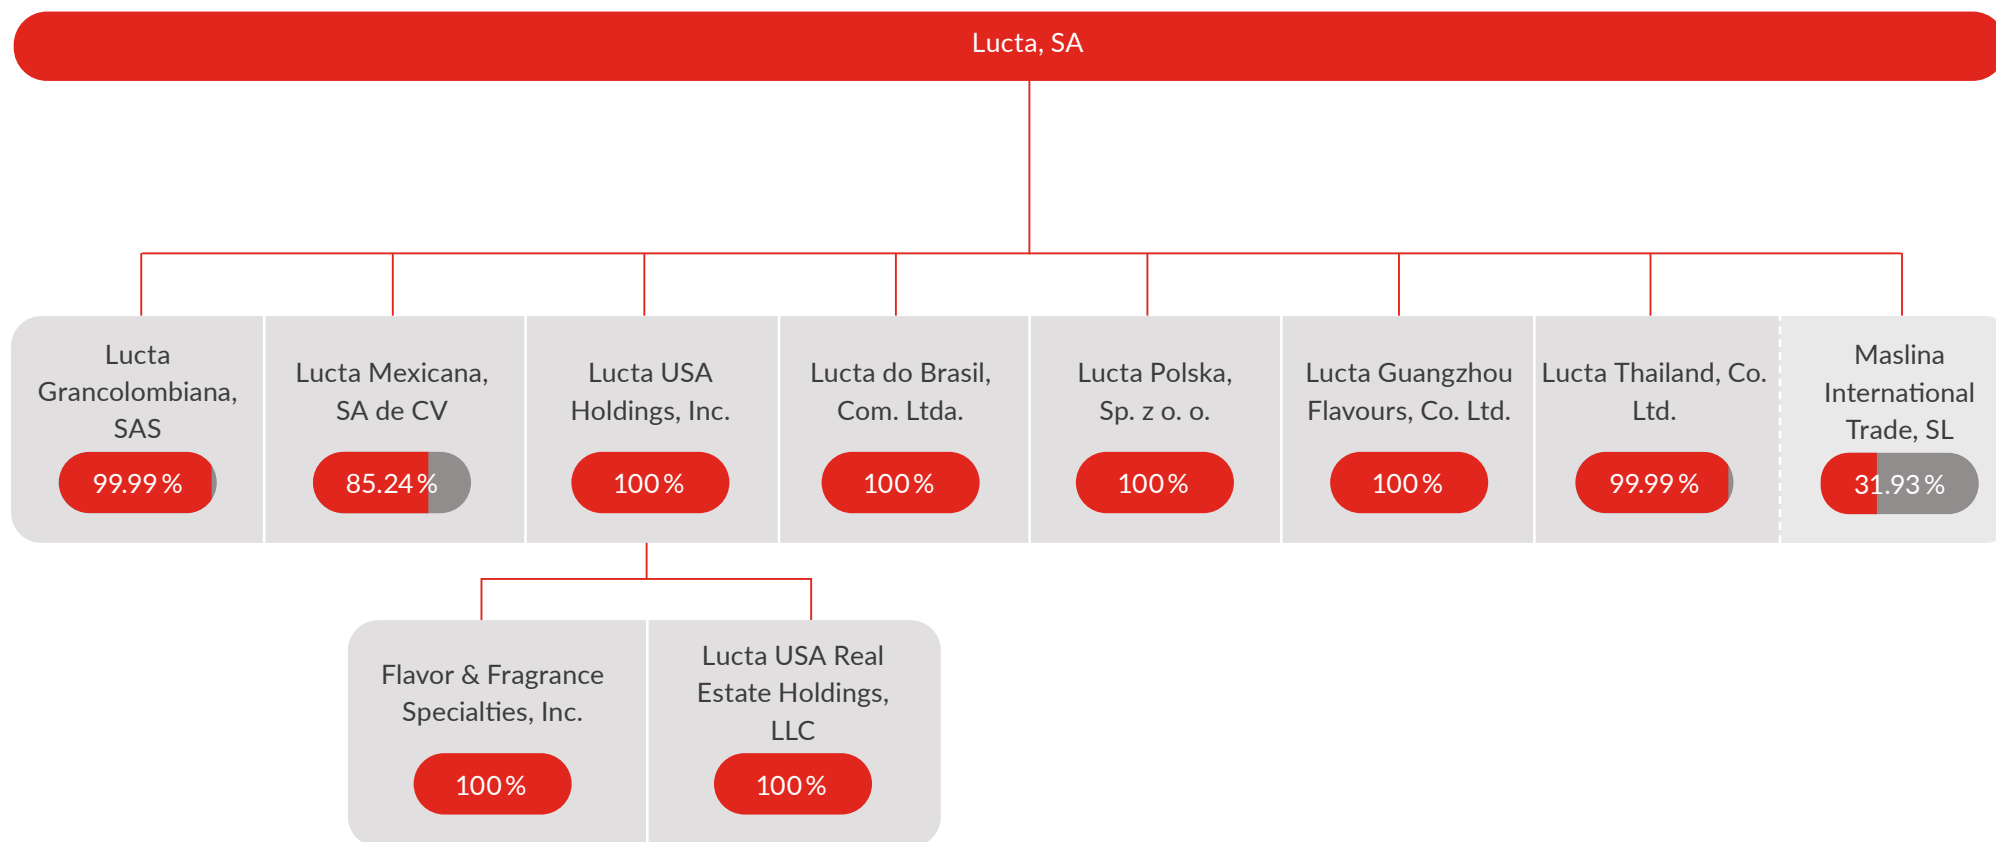 Lucta, SA
Lucta
Grancolombiana,
SAS
99.99 %
Lucta Mexicana,
SA de CV
85.24 %
Lucta USA
Holdings, Inc.
100 %
Lucta do Brasil,
Com. Ltda.
100 %
Lucta Polska,
Sp. z o. o.
100 %
Lucta Guangzhou
Flavours, Co. Ltd.
100 %
Lucta Thailand, Co.
Ltd.
99.99 %
Maslina
International
Trade, SL
31.93 %
Flavor & Fragrance
Specialties, Inc.
100 %
Lucta USA Real
Estate Holdings,
LLC
100 %